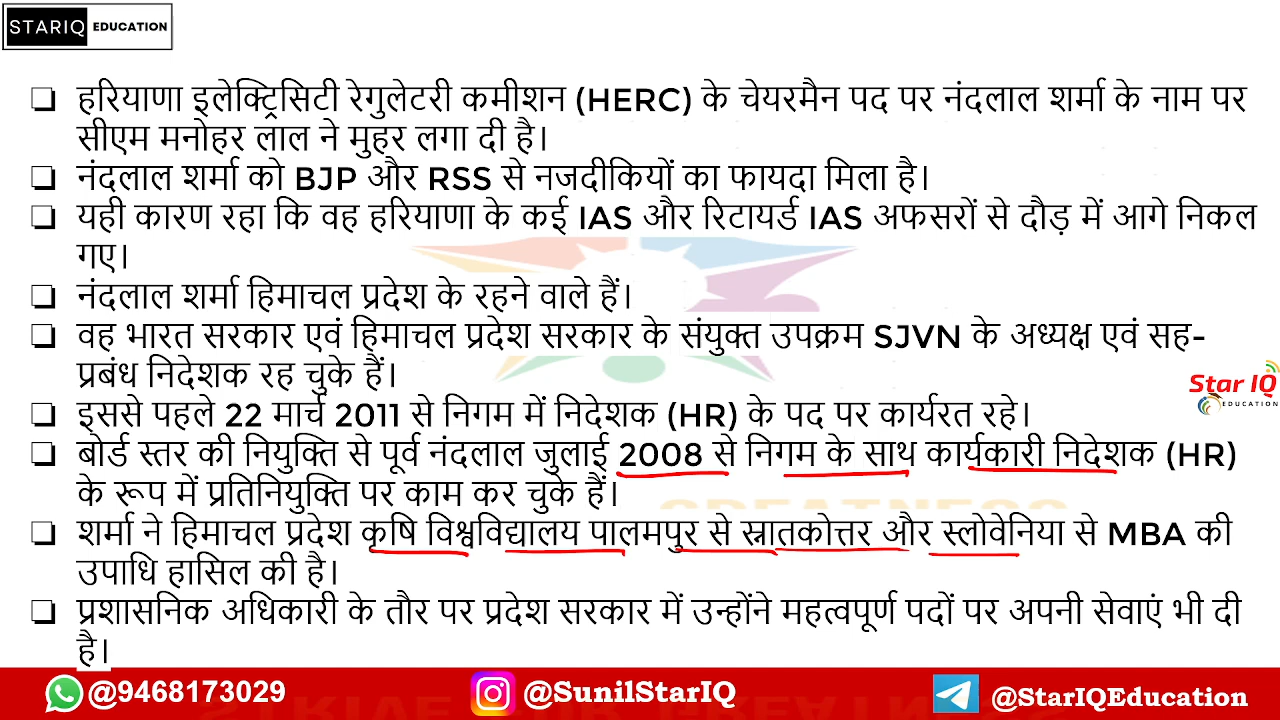 STARIQ EDUCATION
❑ हरियाणा इलेक्ट्रिसिटी रेगुलेटरी कमीशन (HERC) के चेयरमैन पद पर नंदलाल शर्मा के नाम पर
सीएम मनोहर लाल ने मुहर लगा दी है।
❑ नंदलाल शर्मा को BJP और RSS से नजदीकियों का फायदा मिला है।
❑ यही कारण रहा कि वह हरियाणा के कई IAS और रिटायर्ड IAS अफसरों से दौड़ में आगे निकल
गए।
❑ नंदलाल शर्मा हिमाचल प्रदेश के रहने वाले हैं।
❑ वह भारत सरकार एवं हिमाचल प्रदेश सरकार के संयुक्त उपक्रम SJVN के अध्यक्ष एवं सह-
प्रबंध निदेशक रह चुके हैं।
Star IQ
EDUCATION
❑ इससे पहले 22 मार्च 2011 से निगम में निदेशक (HR) के पद पर कार्यरत रहे।
❑ बोर्ड स्तर की नियुक्ति से पूर्व नंदलाल जुलाई 2008 से निगम के साथ कार्यकारी निदेशक (HR)
के रूप में प्रतिनियुक्ति पर काम कर चुके हैं।
❑ शर्मा ने हिमाचल प्रदेश कृषि विश्वविद्यालय पालमपुर से स्नातकोत्तर और स्लोवेनिया से MBA की
उपाधि हासिल की है।
❑ प्रशासनिक अधिकारी के तौर पर प्रदेश सरकार में उन्होंने महत्वपूर्ण पदों पर अपनी सेवाएं भी दी
है।
@9468173029 @SunilStarIQ @StarIQEducation